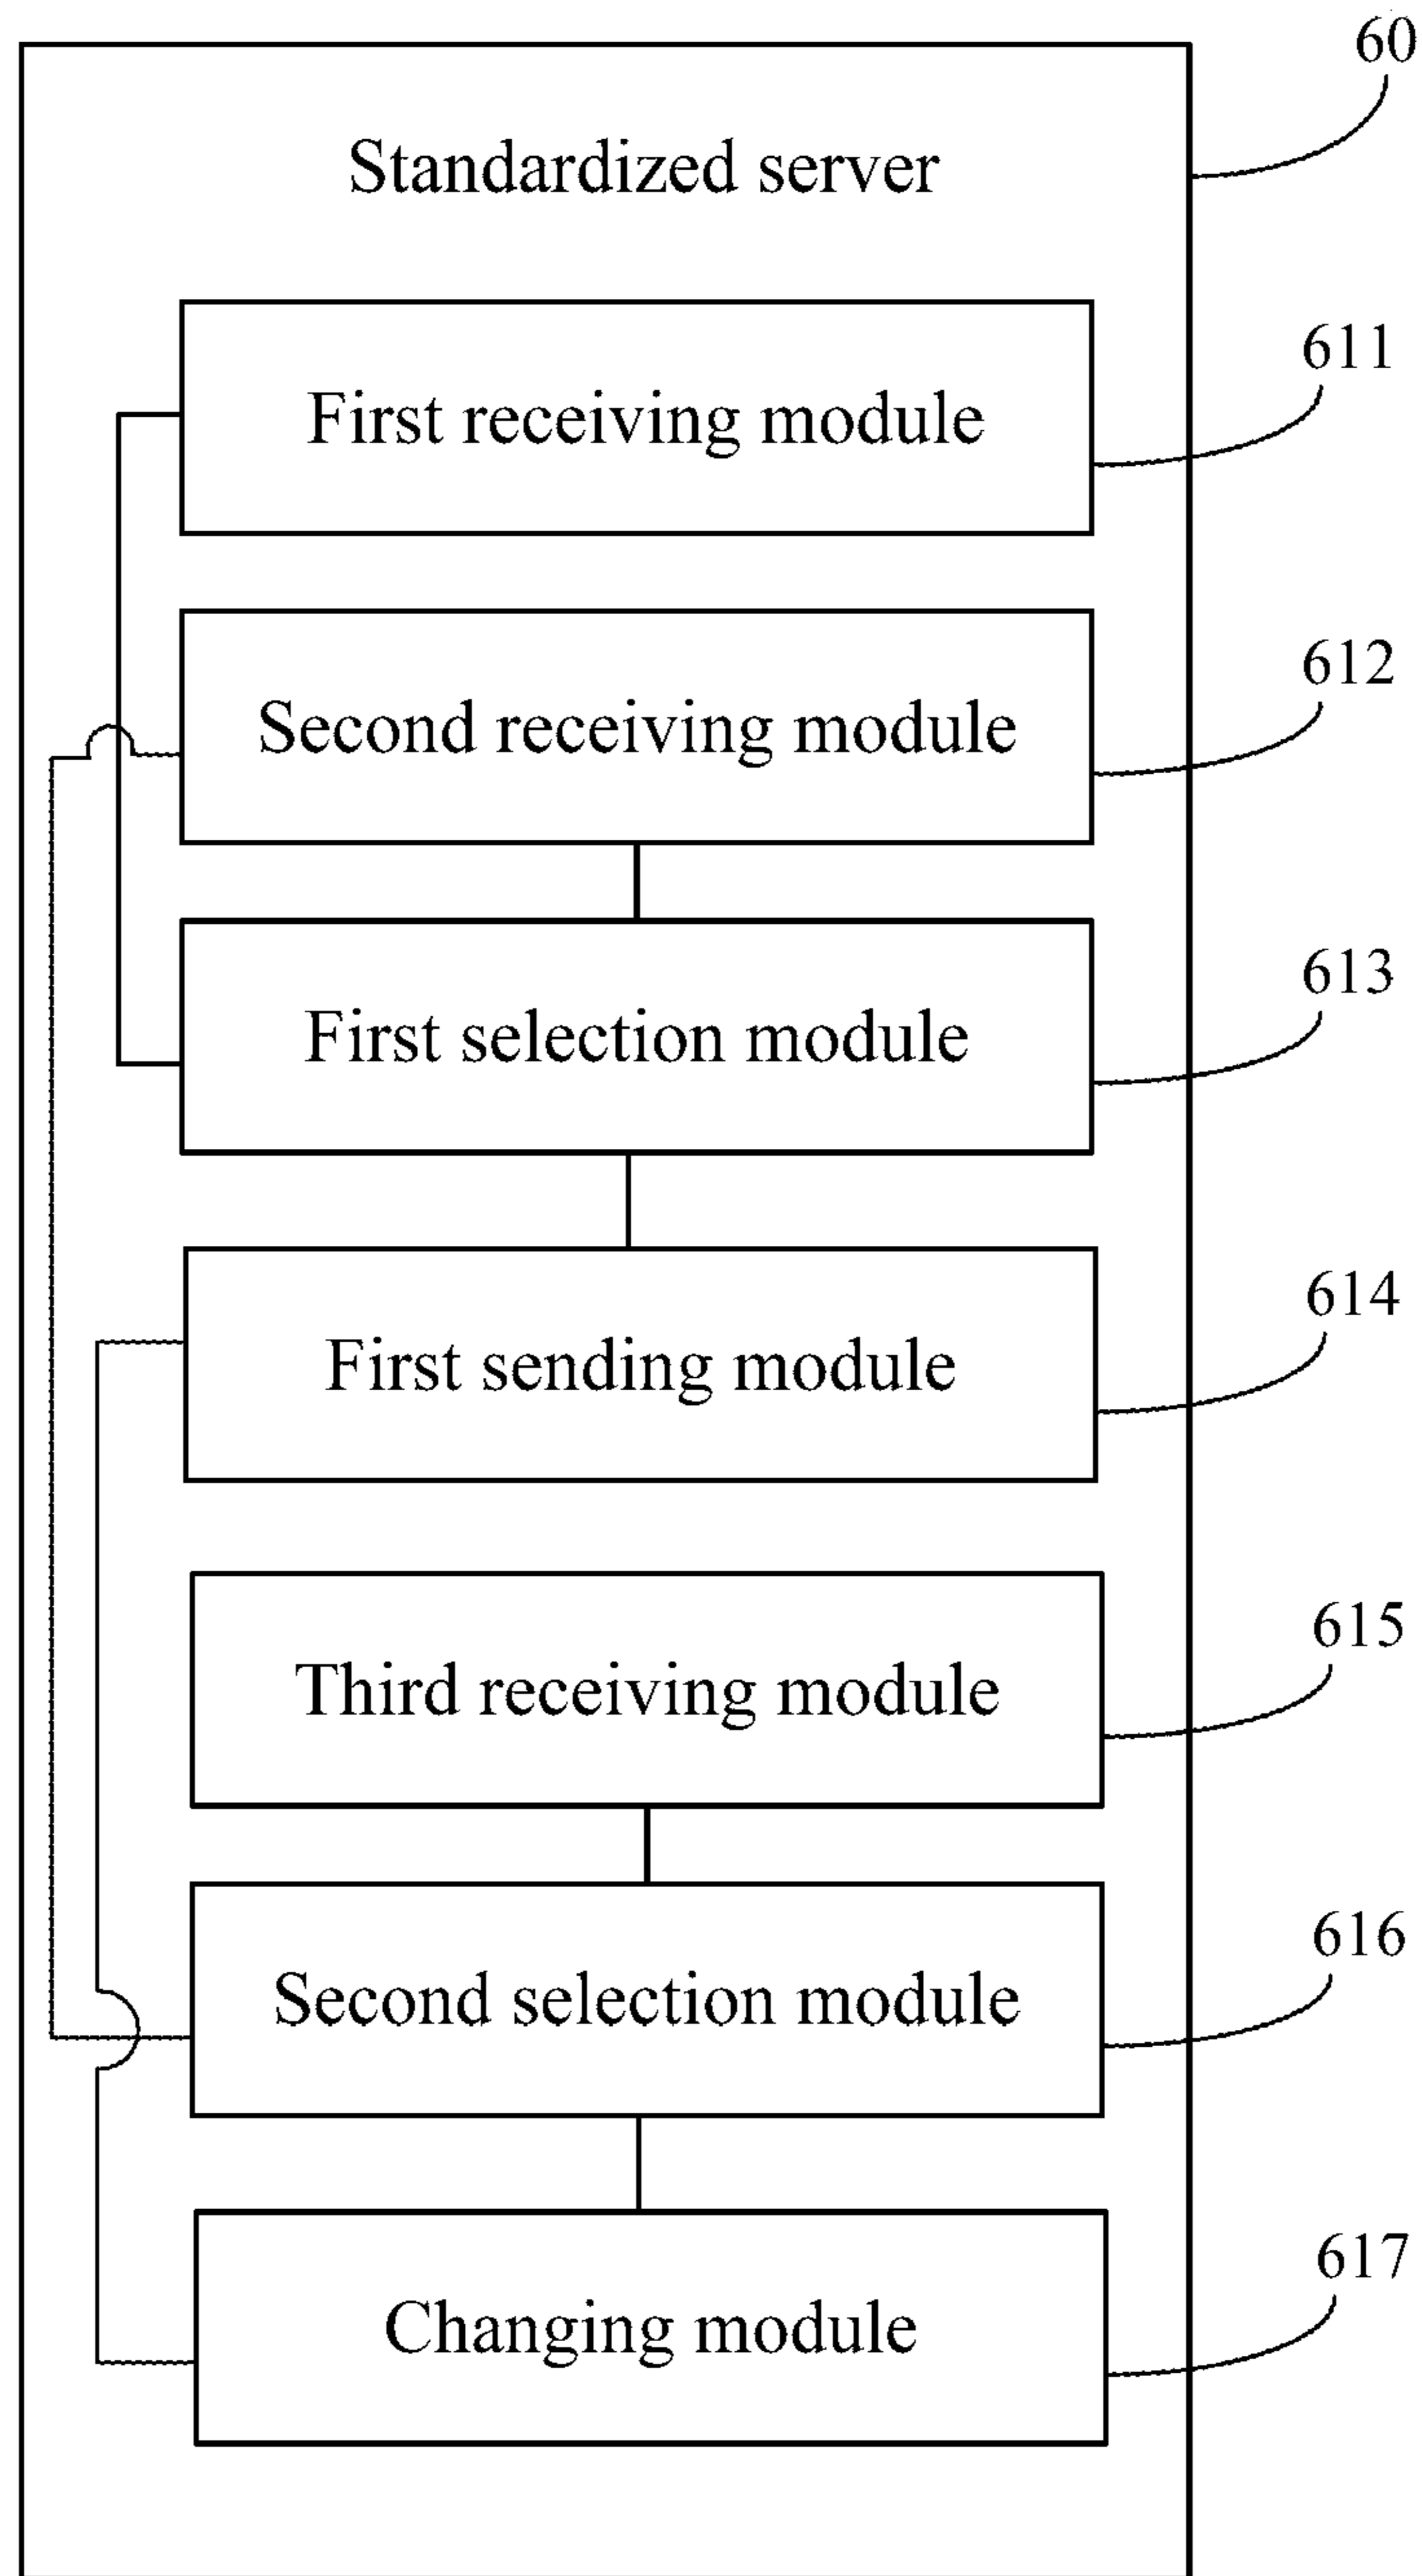 60
Standardized server
611
First receiving module
612
Second receiving module
613
First selection module
614
First sending module
615
Third receiving module
616
Second selection module
617
Changing module